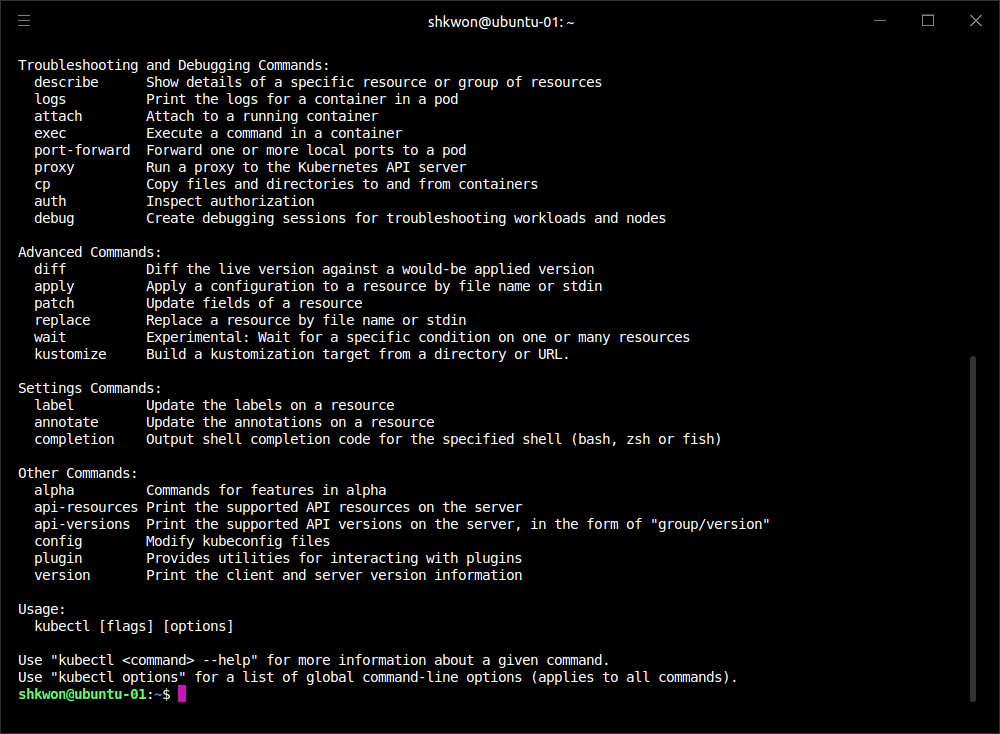 shkwon@ubuntu-01: ~
Troubleshooting and Debugging Commands:
  describe      Show details of a specific resource or group of resources
  logs          Print the logs for a container in a pod
  attach        Attach to a running container
  exec          Execute a command in a container
  port-forward  Forward one or more local ports to a pod
  proxy         Run a proxy to the Kubernetes API server
  cp            Copy files and directories to and from containers
  auth          Inspect authorization
  debug         Create debugging sessions for troubleshooting workloads and nodes

Advanced Commands:
  diff          Diff the live version against a would-be applied version
  apply         Apply a configuration to a resource by file name or stdin
  patch         Update fields of a resource
  replace       Replace a resource by file name or stdin
  wait          Experimental: Wait for a specific condition on one or many resources
  kustomize     Build a kustomization target from a directory or URL.

Settings Commands:
  label         Update the labels on a resource
  annotate      Update the annotations on a resource
  completion    Output shell completion code for the specified shell (bash, zsh or fish)

Other Commands:
  alpha         Commands for features in alpha
  api-resources Print the supported API resources on the server
  api-versions  Print the supported API versions on the server, in the form of "group/version"
  config        Modify kubeconfig files
  plugin        Provides utilities for interacting with plugins
  version       Print the client and server version information

Usage:
  kubectl [flags] [options]

Use "kubectl <command> --help" for more information about a given command.
Use "kubectl options" for a list of global command-line options (applies to all commands).
shkwon@ubuntu-01:~$